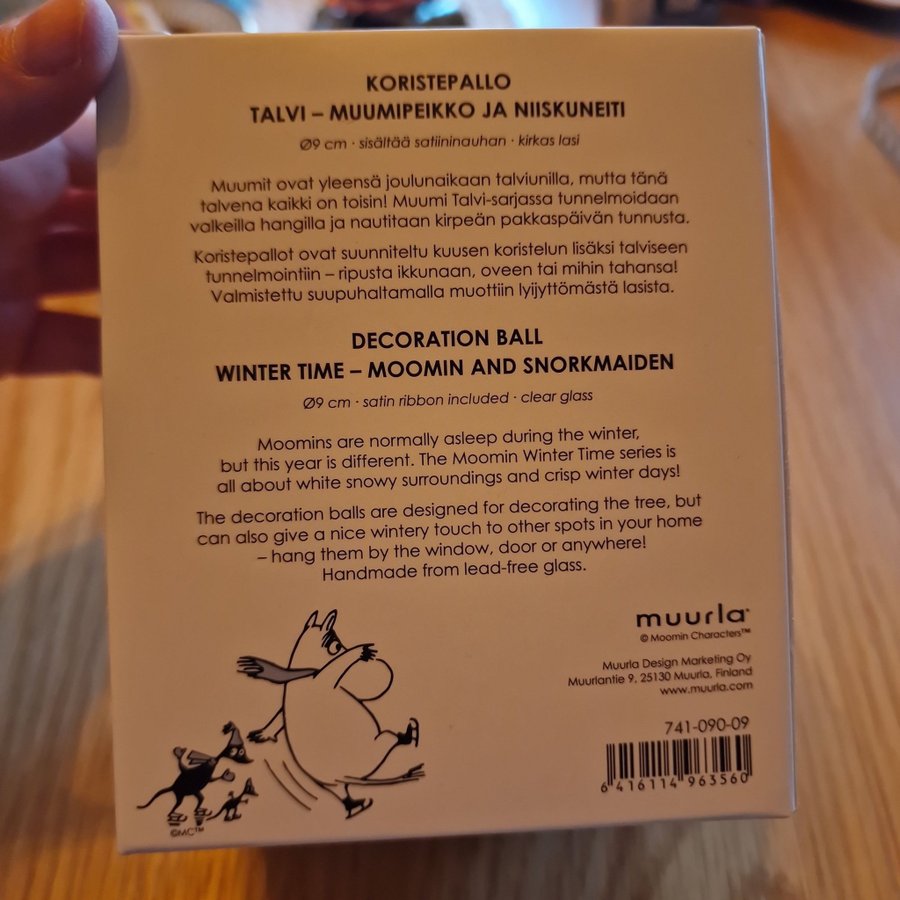 KORISTEPALLO
TALVI – MUUMIPEIKKO JA NIISKUNEITI
Ø9 cm · sisältää satiininauhan · kirkas lasi
Muumit ovat yleensä joulunaikaan talviunilla, mutta tänä
talvena kaikki on toisin! Muumi Talvi-sarjassa tunnelmoidaan
valkeilla hangilla ja nautitaan kirpeän pakkaspäivän tunnusta.
Koristepallot ovat suunniteltu kuusen koristelun lisäksi talviseen
tunnelmointiin – ripusta ikkunaan, oveen tai mihin tahansa!
Valmistettu suupuhaltamalla muottiin lyijyttömästä lasista.
DECORATION BALL
WINTER TIME – MOOMIN AND SNORKMAIDEN
Ø9 cm · satin ribbon included · clear glass
Moomins are normally asleep during the winter,
but this year is different. The Moomin Winter Time series is
all about white snowy surroundings and crisp winter days!
The decoration balls are designed for decorating the tree, but
can also give a nice wintery touch to other spots in your home
– hang them by the window, door or anywhere!
Handmade from lead-free glass.
muurla
© Moomin Characters™
Muurla Design Marketing Oy
Muurlantie 9, 25130 Muurla, Finland
www.muurla.com
741-090-09
6 416114 963560
©MC™